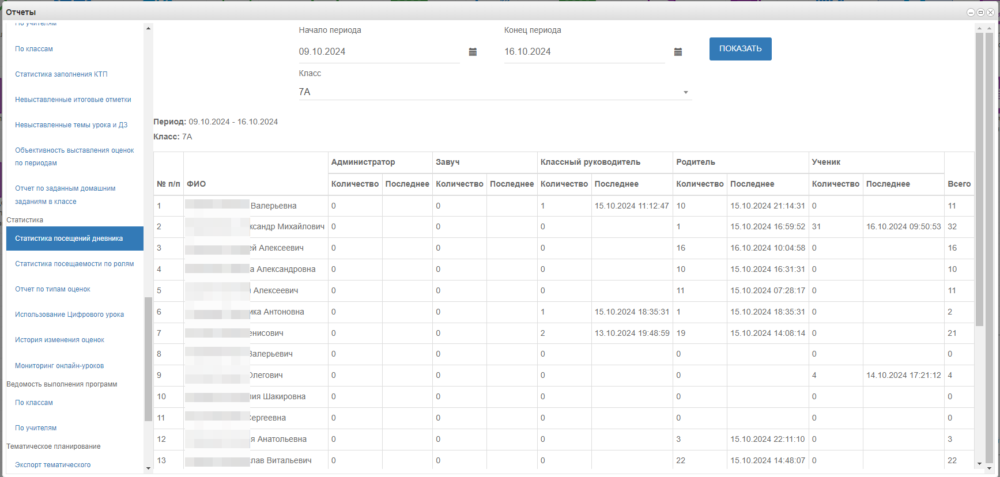 Отчеты
По учителям
По классам
Статистика заполнения КТП
Невыставленные итоговые отметки
Невыставленные темы урока и ДЗ
Объективность выставления оценок
по периодам
Отчет по заданным домашним
заданиям в классе
Статистика
Статистика посещений дневника
Статистика посещаемости по ролям
Отчет по типам оценок
Использование Цифрового урока
История изменения оценок
Мониторинг онлайн-уроков
Ведомость выполнения программ
По классам
По учителям
Тематическое планирование
Экспорт тематического
Начало периода Конец периода
09.10.2024 16.10.2024 ПОКАЗАТЬ
Класс
7А
Период: 09.10.2024 - 16.10.2024
Класс: 7А
Администратор Завуч Классный руководитель Родитель Ученик
№ п/п ФИО Количество Последнее Количество Последнее Количество Последнее Количество Последнее Количество Последнее Всего
1 Валерьевна 0 0 1 15.10.2024 11:12:47 10 15.10.2024 21:14:31 0 11
2 ксандр Михайлович 0 0 0 1 15.10.2024 16:59:52 31 16.10.2024 09:50:53 32
3 ей Алексеевич 0 0 0 16 16.10.2024 10:04:58 0 16
4 а Александровна 0 0 0 10 15.10.2024 16:31:31 0 10
5 Алексеевич 0 0 0 11 15.10.2024 07:28:17 0 11
6 ика Антоновна 0 0 1 15.10.2024 18:35:31 1 15.10.2024 18:35:31 0 2
7 енисович 0 0 2 13.10.2024 19:48:59 19 15.10.2024 14:08:14 0 21
8 Валерьевич 0 0 0 0 0 0
9 Олегович 0 0 0 0 4 14.10.2024 17:21:12 4
10 лия Шакировна 0 0 0 0 0 0
11 Сергеевна 0 0 0 0 0 0
12 я Анатольевна 0 0 0 3 15.10.2024 22:11:10 0 3
13 слав Витальевич 0 0 0 22 15.10.2024 14:48:07 0 22